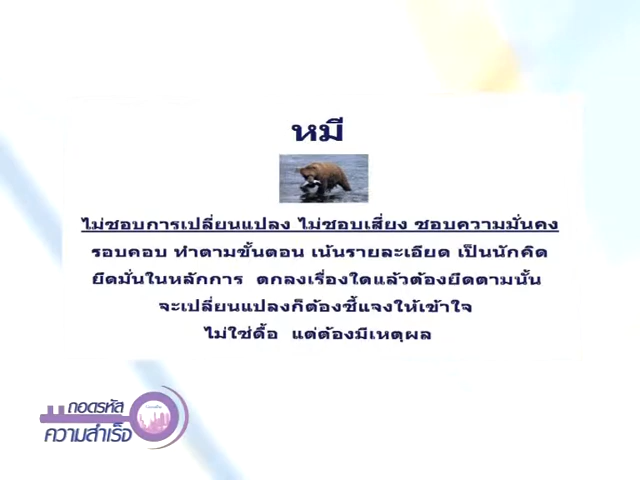 หมี
ไม่ชอบการเปลี่ยนแปลง ไม่ชอบเสี่ยง ชอบความมั่นคง
รอบคอบ ทำตามขั้นตอน เน้นรายละเอียด เป็นนักคิด
ยึดมั่นในหลักการ ตกลงเรื่องใดแล้วต้องยึดตามนั้น
จะเปลี่ยนแปลงก็ต้องชี้แจงให้เข้าใจ
ไม่ใช่ดื้อ แต่ต้องมีเหตุผล
ถอดรหัส
ความสำเร็จ